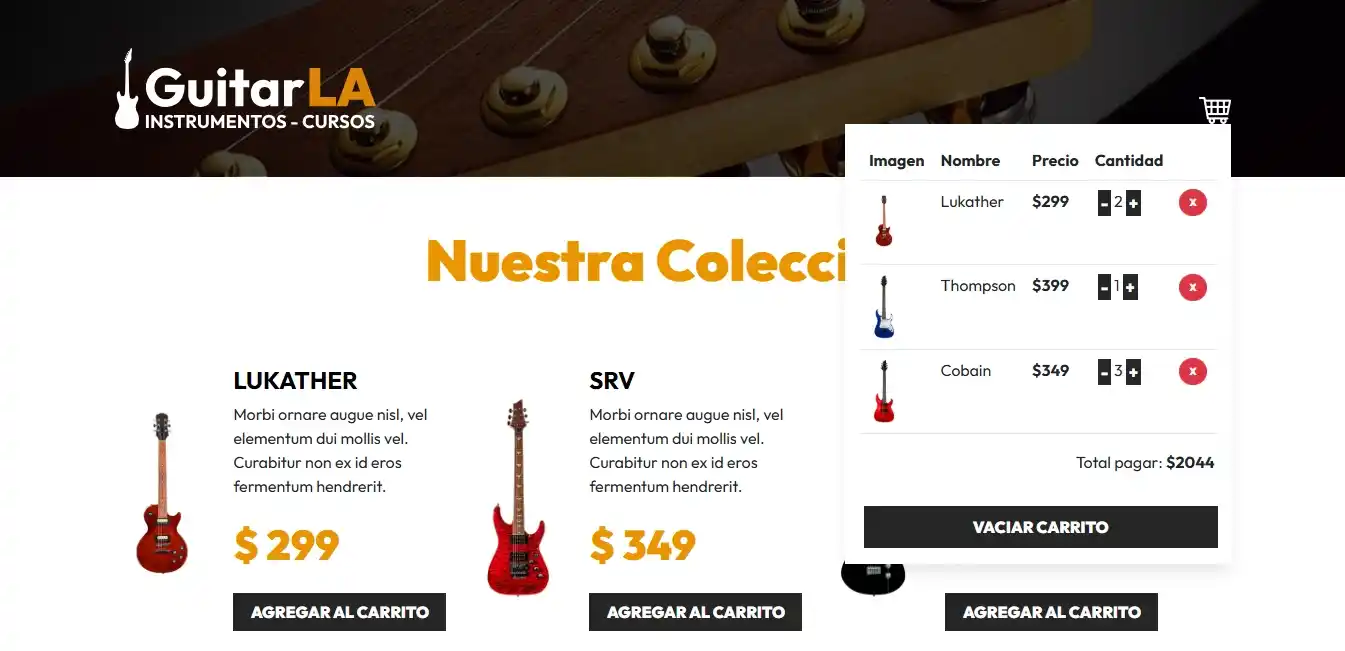 GuitarLA
INSTRUMENTOS - CURSOS
Imagen Nombre Precio Cantidad
Lukather $299 - 2 + x
Thompson $399 - 1 + x
Cobain $349 - 3 + x
Total pagar: $2044
VACIAR CARRITO
Nuestra Colecci
LUKATHER
Morbi ornare augue nisl, vel
elementum dui mollis vel.
Curabitur non ex id eros
fermentum hendrerit.
$ 299
AGREGAR AL CARRITO
SRV
Morbi ornare augue nisl, vel
elementum dui mollis vel.
Curabitur non ex id eros
fermentum hendrerit.
$ 349
AGREGAR AL CARRITO
AGREGAR AL CARRITO